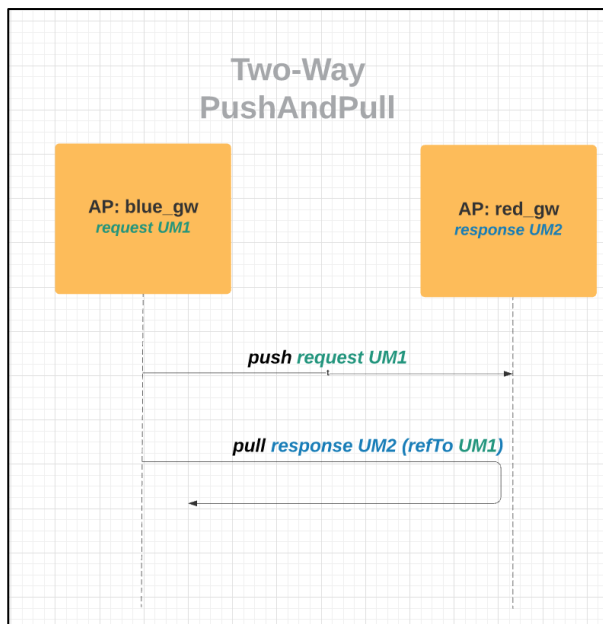 Two-Way
PushAndPull
AP: blue_gw
request UM1
AP: red_gw
response UM2
push request UM1
t
pull response UM2 (refTo UM1)